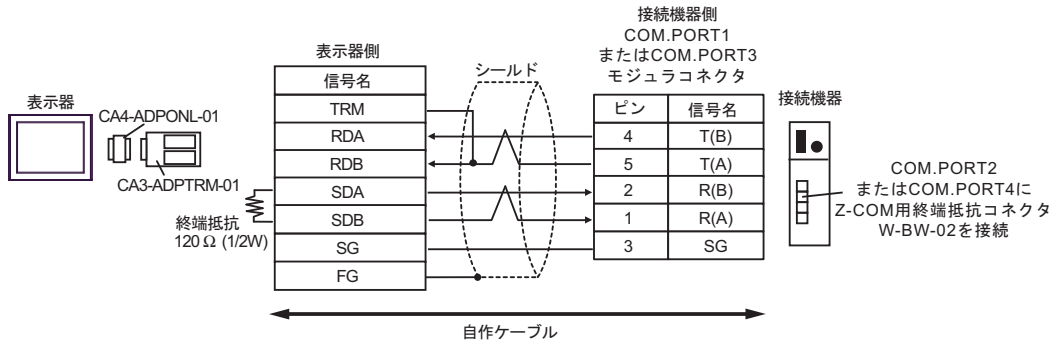 表示器
CA4-ADPONL-01
CA3-ADPTRM-01
終端抵抗
120Ω (1/2W)
表示器側
信号名
TRM
RDA
RDB
SDA
SDB
SG
FG
シールド
接続機器側
COM.PORT1
またはCOM.PORT3
モジュラコネクタ
ピン 信号名
4 T(B)
5 T(A)
2 R(B)
1 R(A)
3 SG
接続機器
COM.PORT2
またはCOM.PORT4に
Z-COM用終端抵抗コネクタ
W-BW-02を接続
自作ケーブル